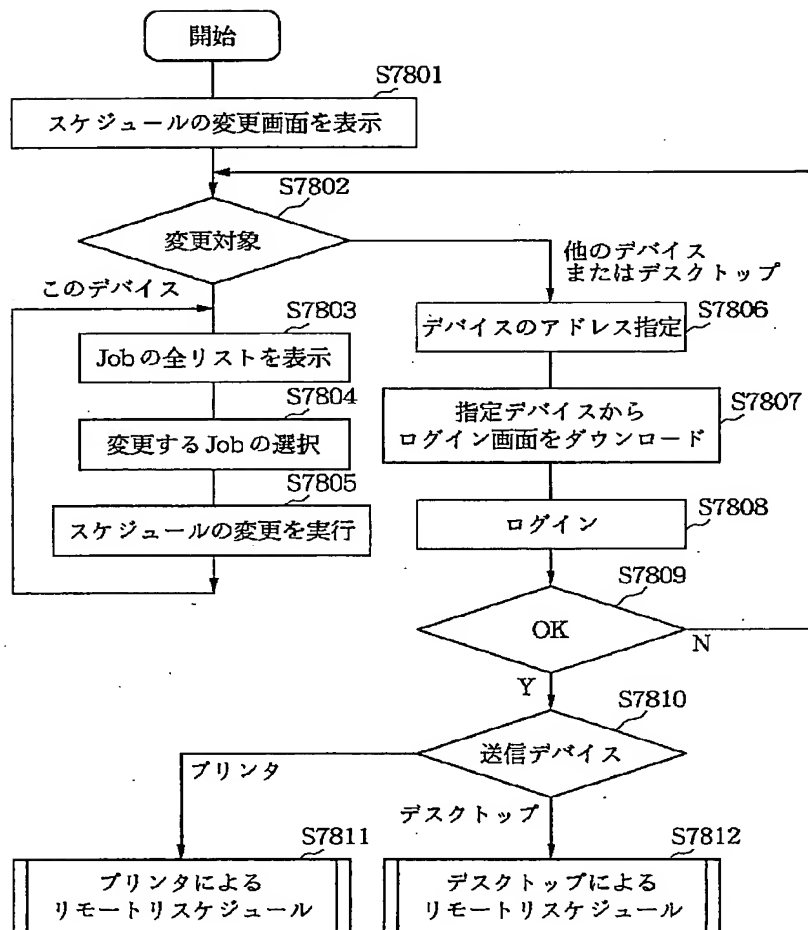 開始
S7801
スケジュールの変更画面を表示
S7802
変更対象
このデバイス
他のデバイス
またはデスクトップ
S7803
Jobの全リストを表示
S7804
変更するJobの選択
S7805
スケジュールの変更を実行
S7806
デバイスのアドレス指定
S7807
指定デバイスから
ログイン画面をダウンロード
S7808
ログイン
S7809
OK
N
Y
S7810
送信デバイス
プリンタ
デスクトップ
S7811
プリンタによる
リモートリスケジュール
S7812
デスクトップによる
リモートリスケジュール